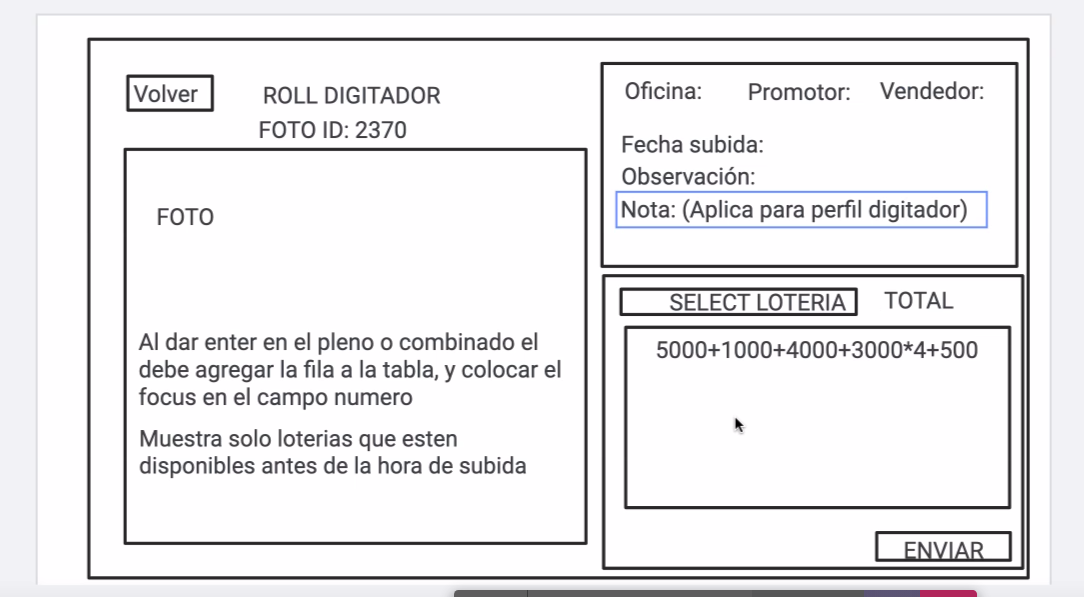 Volver
ROLL DIGITADOR
FOTO ID: 2370
FOTO
Al dar enter en el pleno o combinado el
debe agregar la fila a la tabla, y colocar el
focus en el campo numero
Muestra solo loterias que esten
disponibles antes de la hora de subida
Oficina: Promotor: Vendedor:
Fecha subida:
Observación:
Nota: (Aplica para perfil digitador)
SELECT LOTERIA TOTAL
5000+1000+4000+3000*4+500
ENVIAR